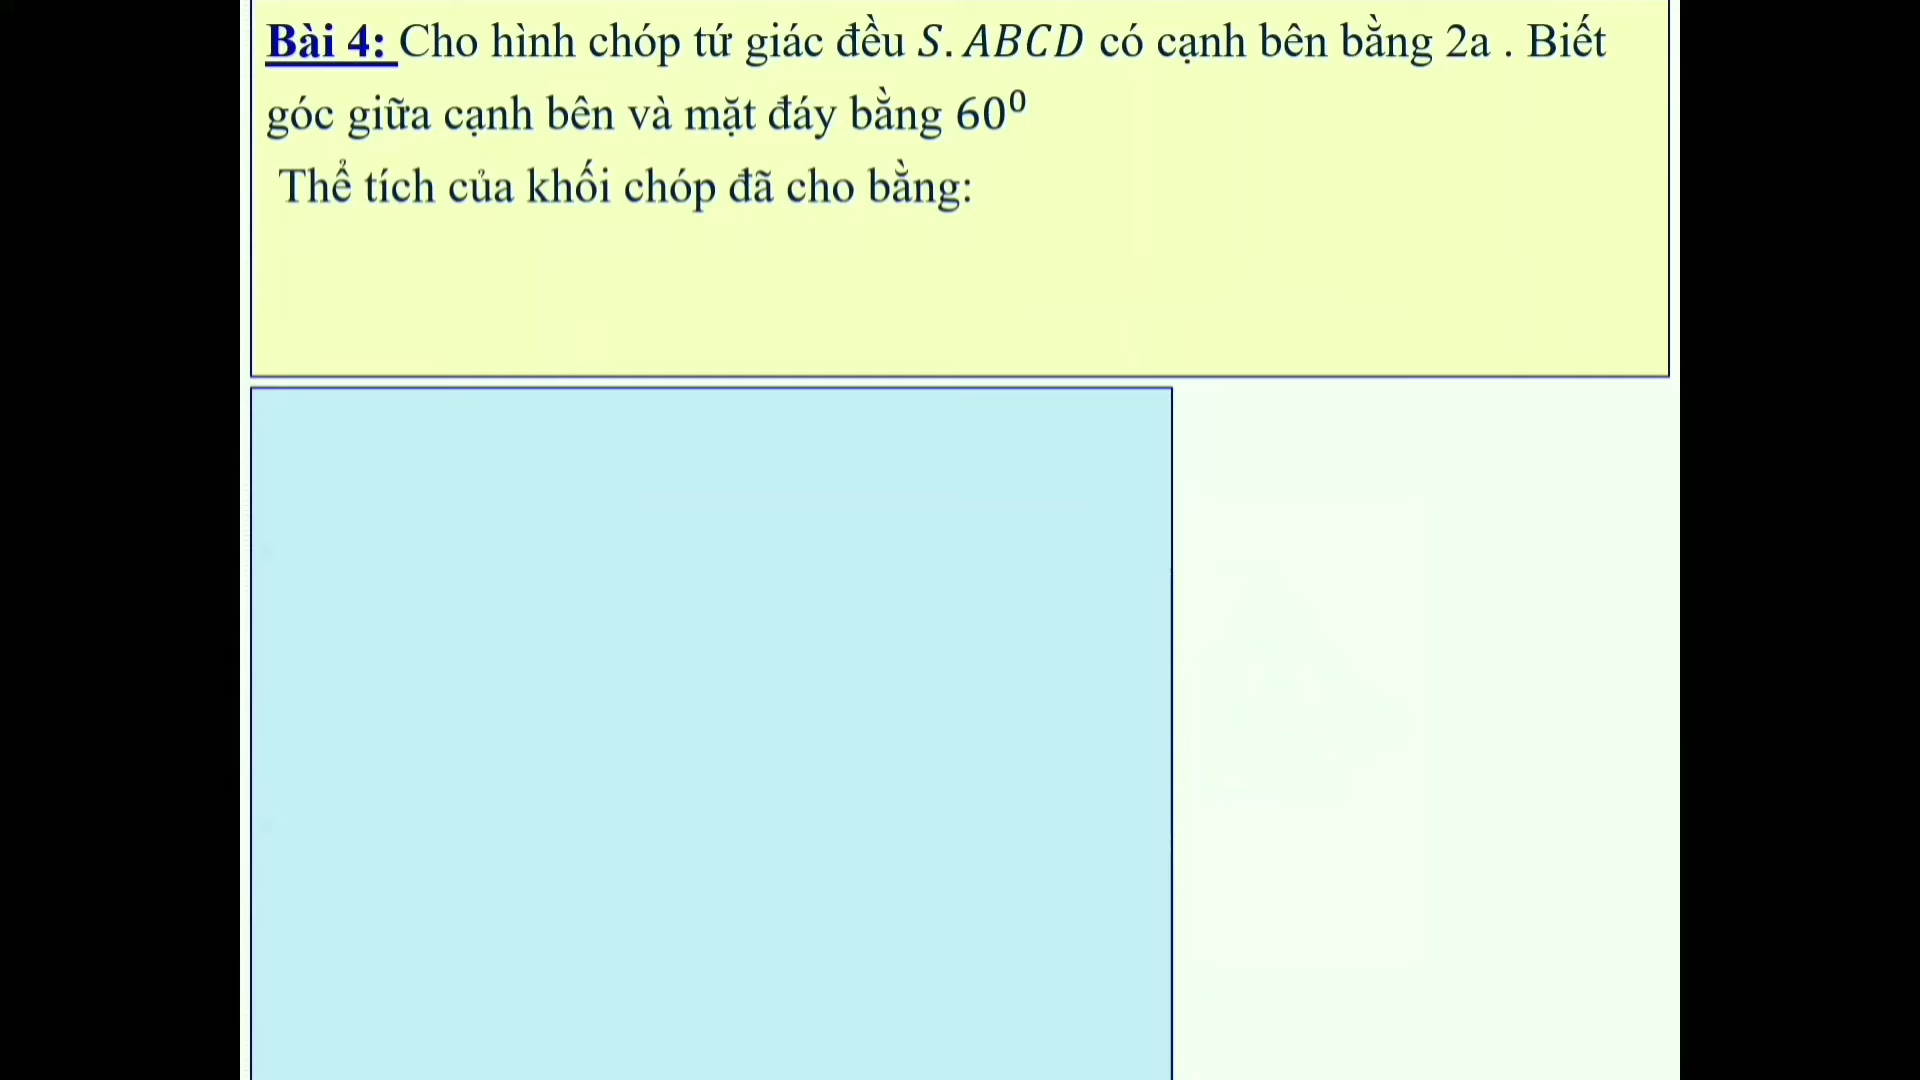 Bài 4: Cho hình chóp tứ giác đều S.ABCD có cạnh bên bằng 2a . Biết
góc giữa cạnh bên và mặt đáy bằng 60⁰
Thể tích của khối chóp đã cho bằng: